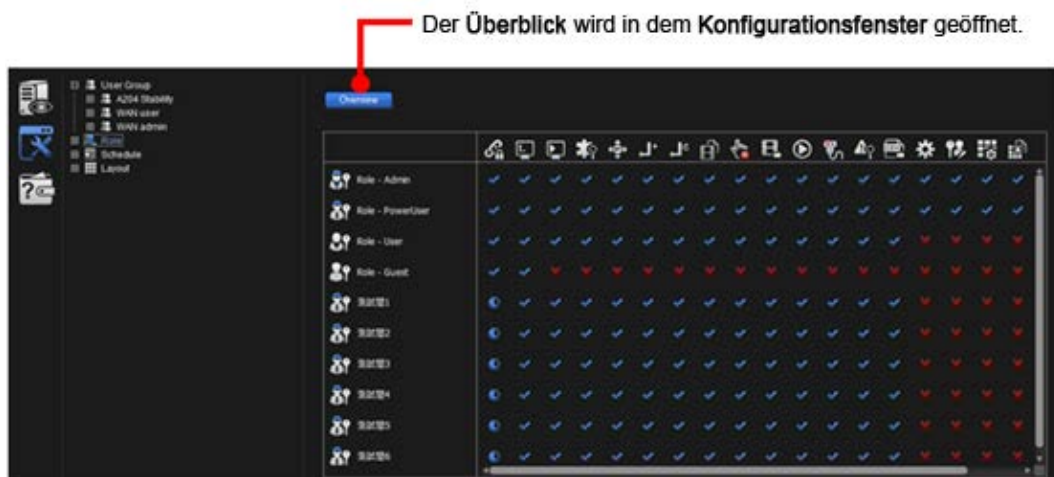 Der Überblick wird in dem Konfigurationsfenster geöffnet.
User Group
A204 Stability
WAN user
WAN admin
Role
Schedule
Layout
Overview
Role - Admin
Role - PowerUser
Role - User
Role - Guest